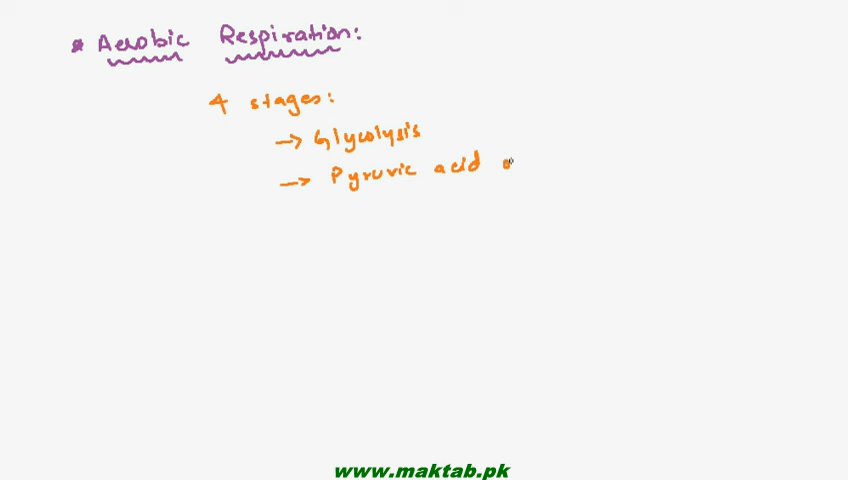 * Aerobic Respiration:
4 stages:
→ Glycolysis
→ Pyruvic acid
www.maktab.pk